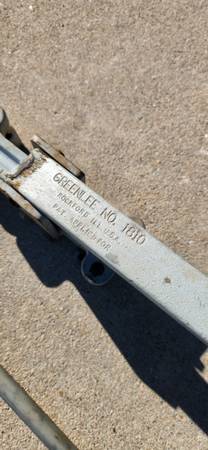 GREENLEE NO. 1810
ROCKFORD ILL. U.S.A.
PAT. APPLIED FOR